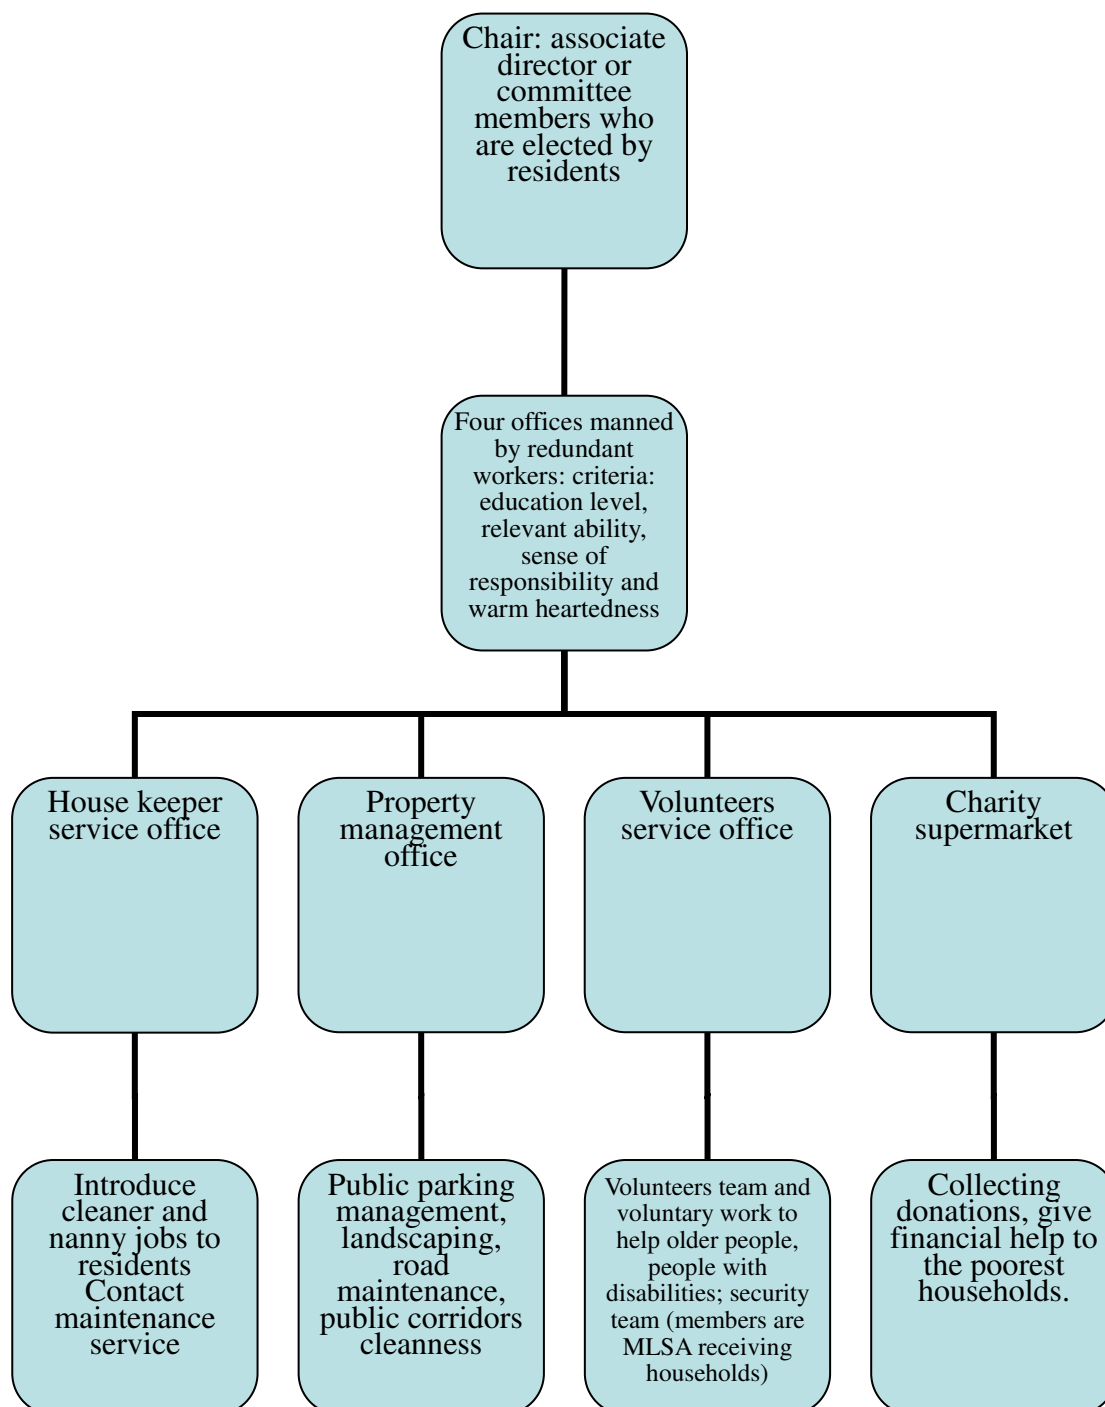 Chair: associate
director or
committee
members who
are elected by
residents
Four offices manned
by redundant
workers: criteria:
education level,
relevant ability,
sense of
responsibility and
warm heartedness
House keeper
service office
Property
management
office
Volunteers
service office
Charity
supermarket
Introduce
cleaner and
nanny jobs to
residents
Contact
maintenance
service
Public parking
management,
landscaping,
road
maintenance,
public corridors
cleanness
Volunteers team and
voluntary work to
help older people,
people with
disabilities; security
team (members are
MLSA receiving
households)
Collecting
donations, give
financial help to
the poorest
households.